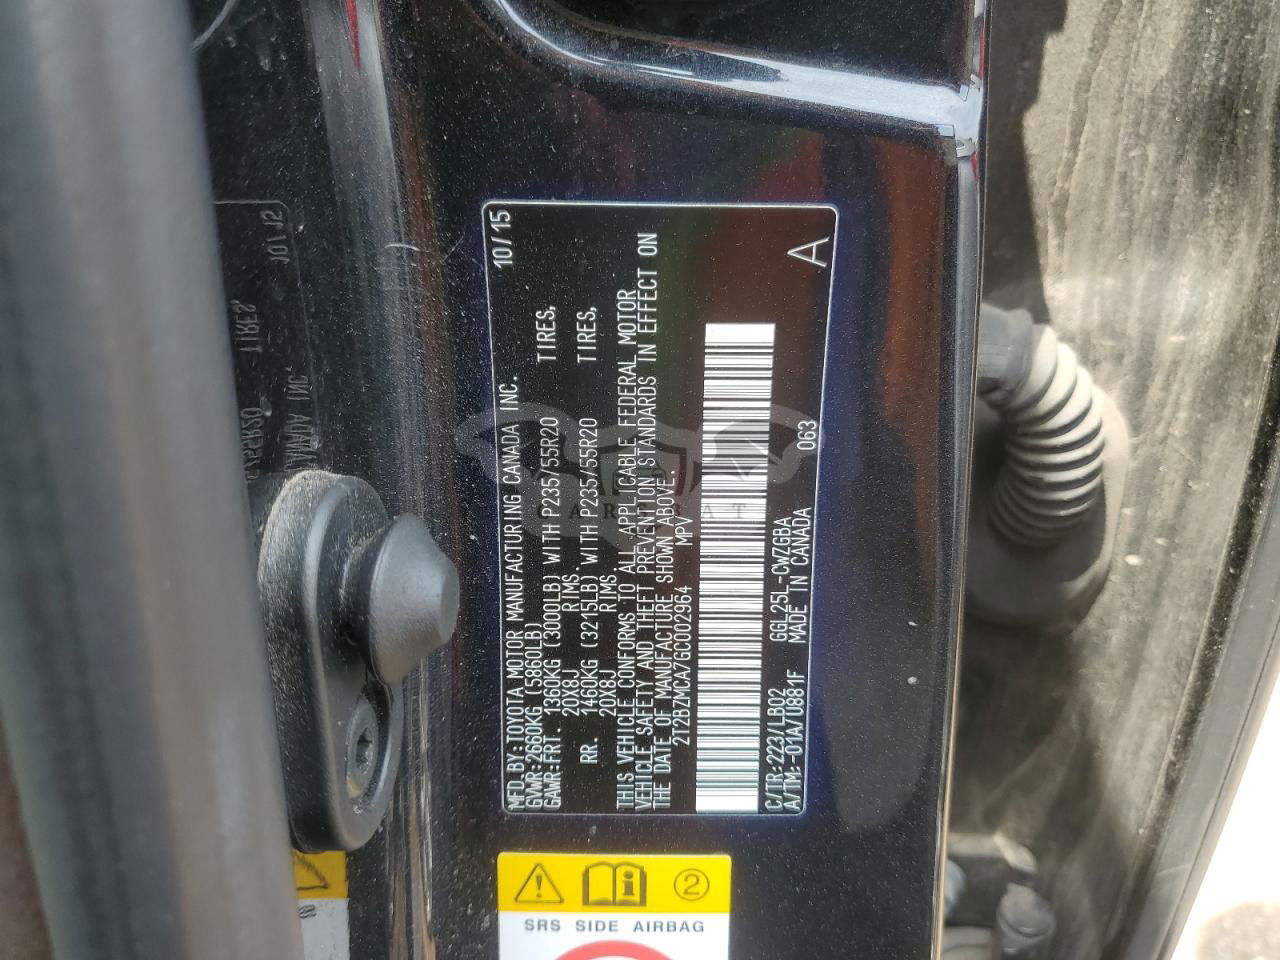 MFD.BY:TOYOTA MOTOR MANUFACTURING CANADA INC. 10/15
GVWR:2660KG (5860LB)
GAWR:FRT. 1360KG (3000LB) WITH P235/55R20 TIRES,
20X8J RIMS
RR. 1460KG (3215LB) WITH P235/55R20 TIRES,
20X8J RIMS
THIS VEHICLE CONFORMS TO ALL APPLICABLE FEDERAL MOTOR
VEHICLE SAFETY AND THEFT PREVENTION STANDARDS IN EFFECT ON
THE DATE OF MANUFACTURE SHOWN ABOVE.
2T2BZMCA7GC002964 MPV
C/TR:223/LB02 GGL25L-CWZGBA
A/TM:-01A/U881F MADE IN CANADA 063
A
2
SRS SIDE AIRBAG